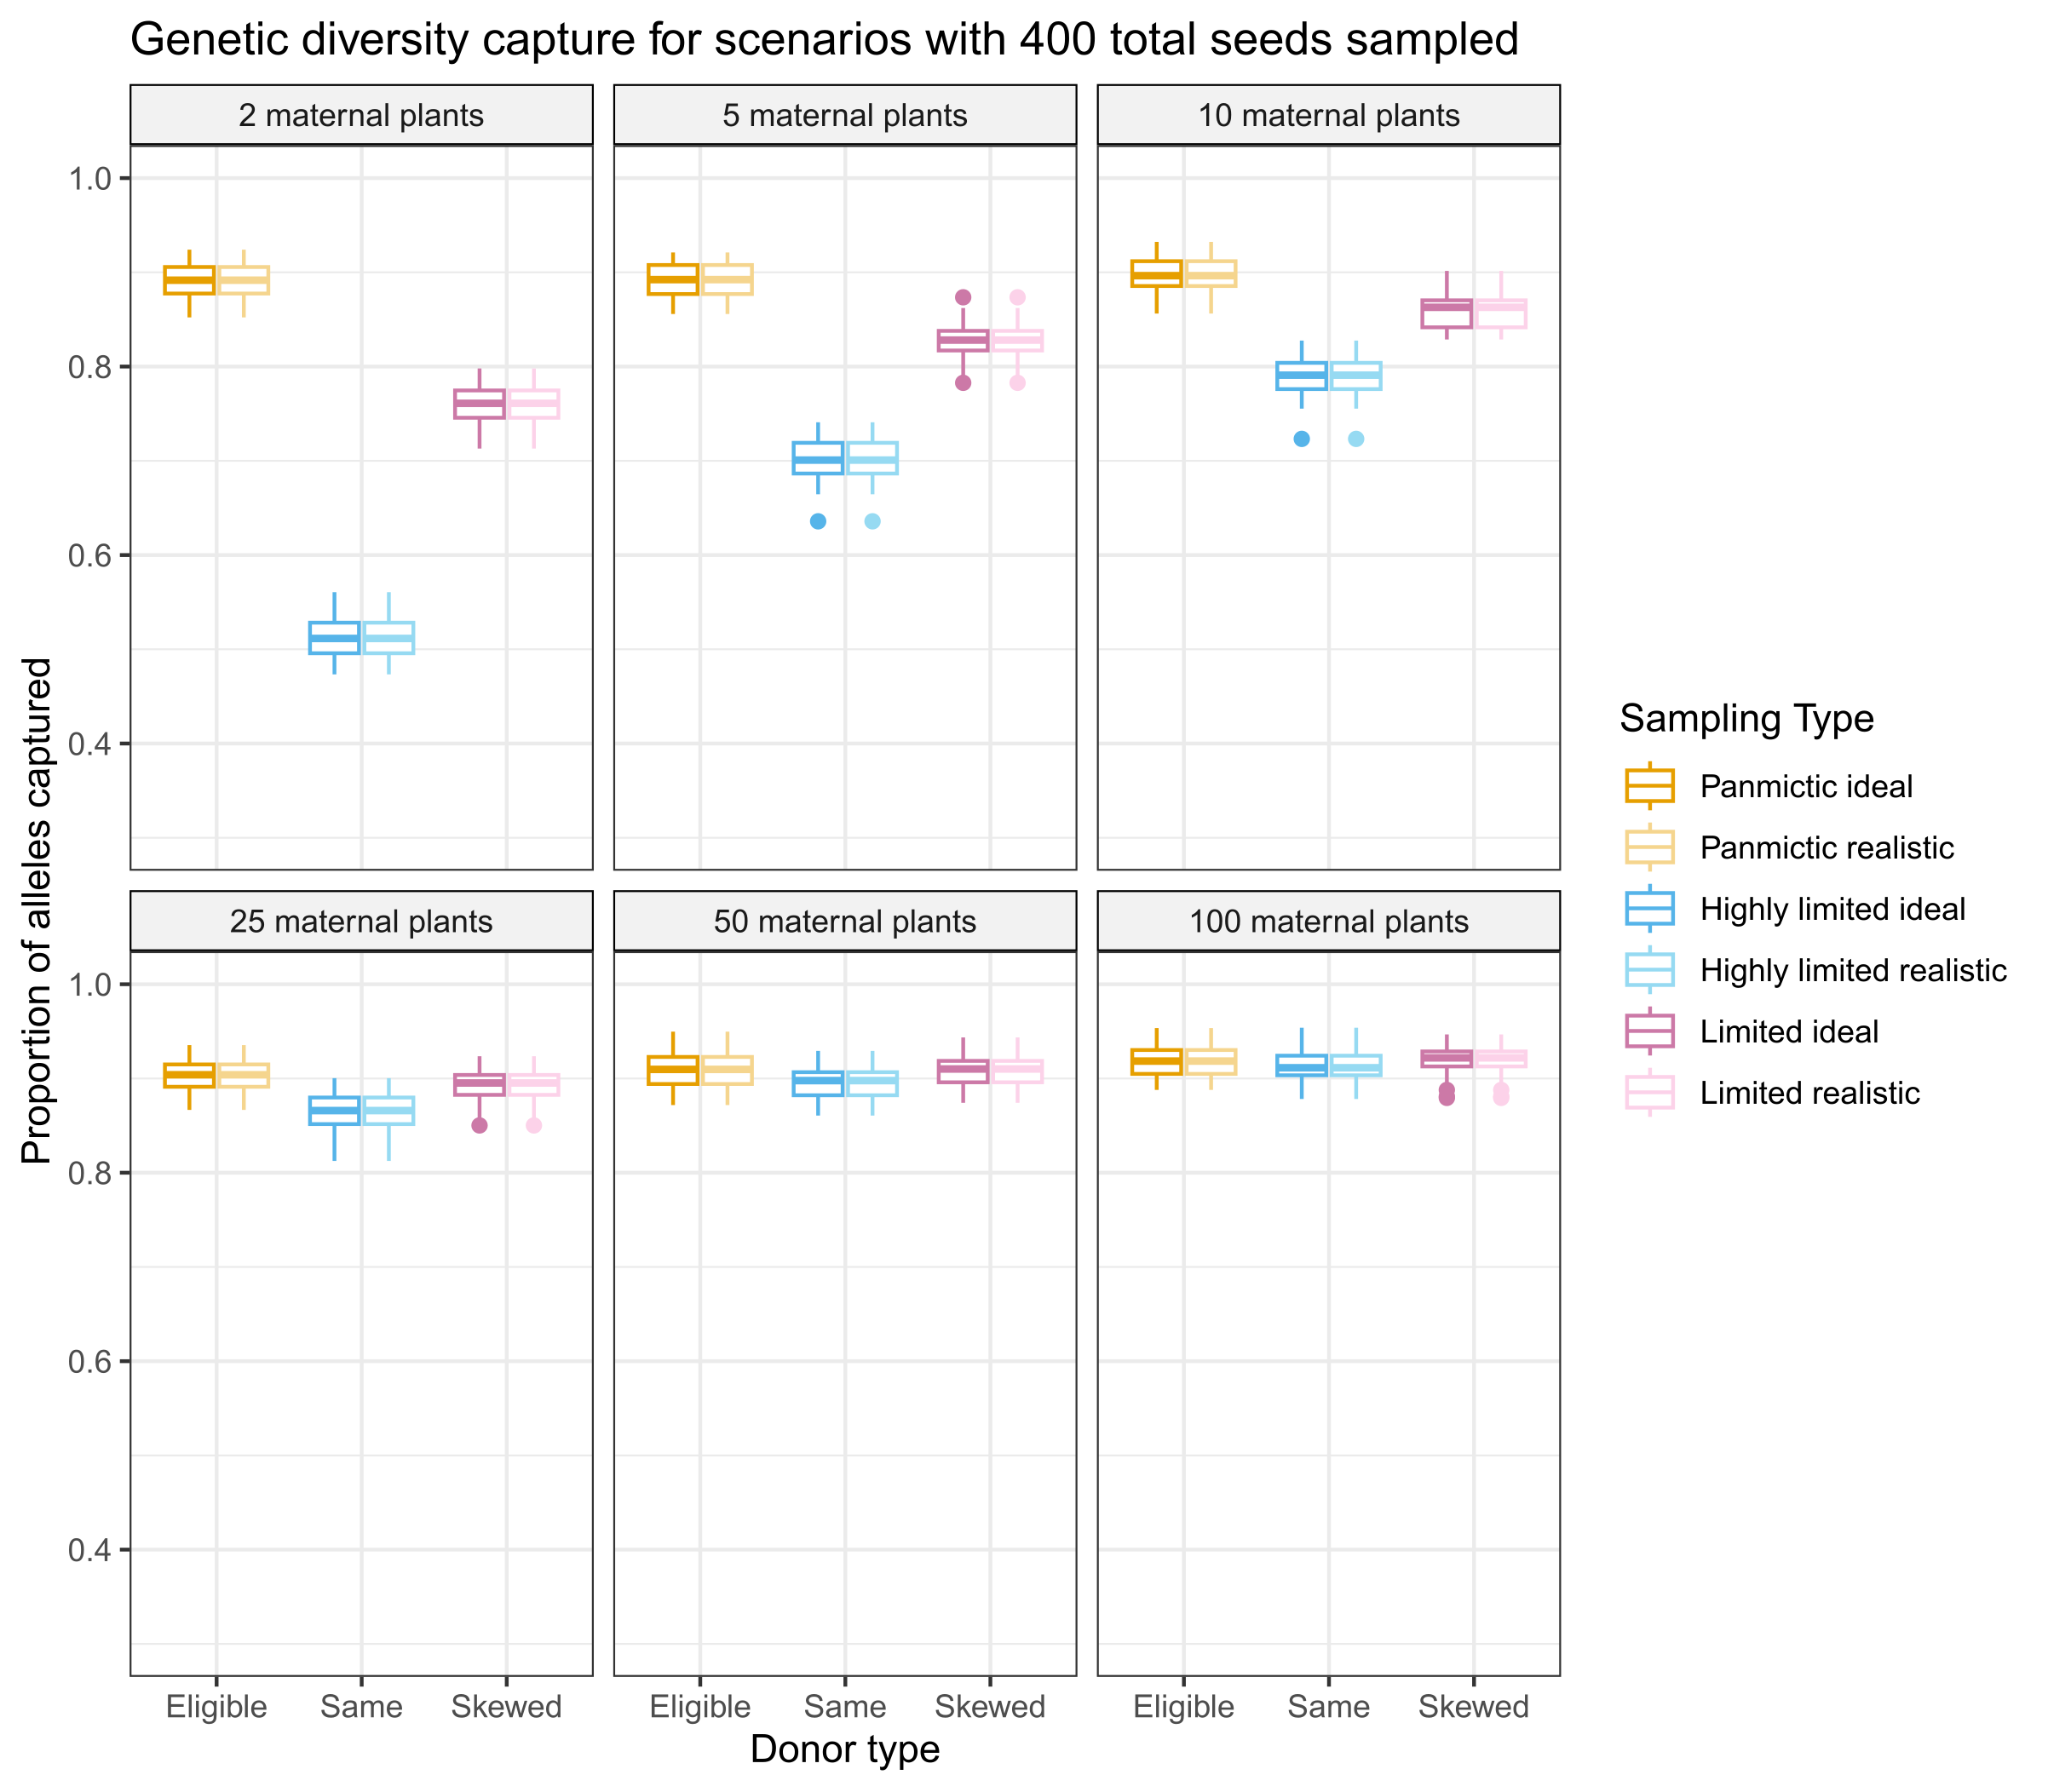 Genetic diversity capture for scenarios with 400 total seeds sampled
2 maternal plants
5 maternal plants
10 maternal plants
1.0
0.8
0.6
0.4
25 maternal plants
50 maternal plants
100 maternal plants
1.0
0.8
0.6
0.4
Eligible Same Skewed
Eligible Same Skewed
Eligible Same Skewed
Donor type
Proportion of alleles captured
Sampling Type
Panmictic ideal
Panmictic realistic
Highly limited ideal
Highly limited realistic
Limited ideal
Limited realistic